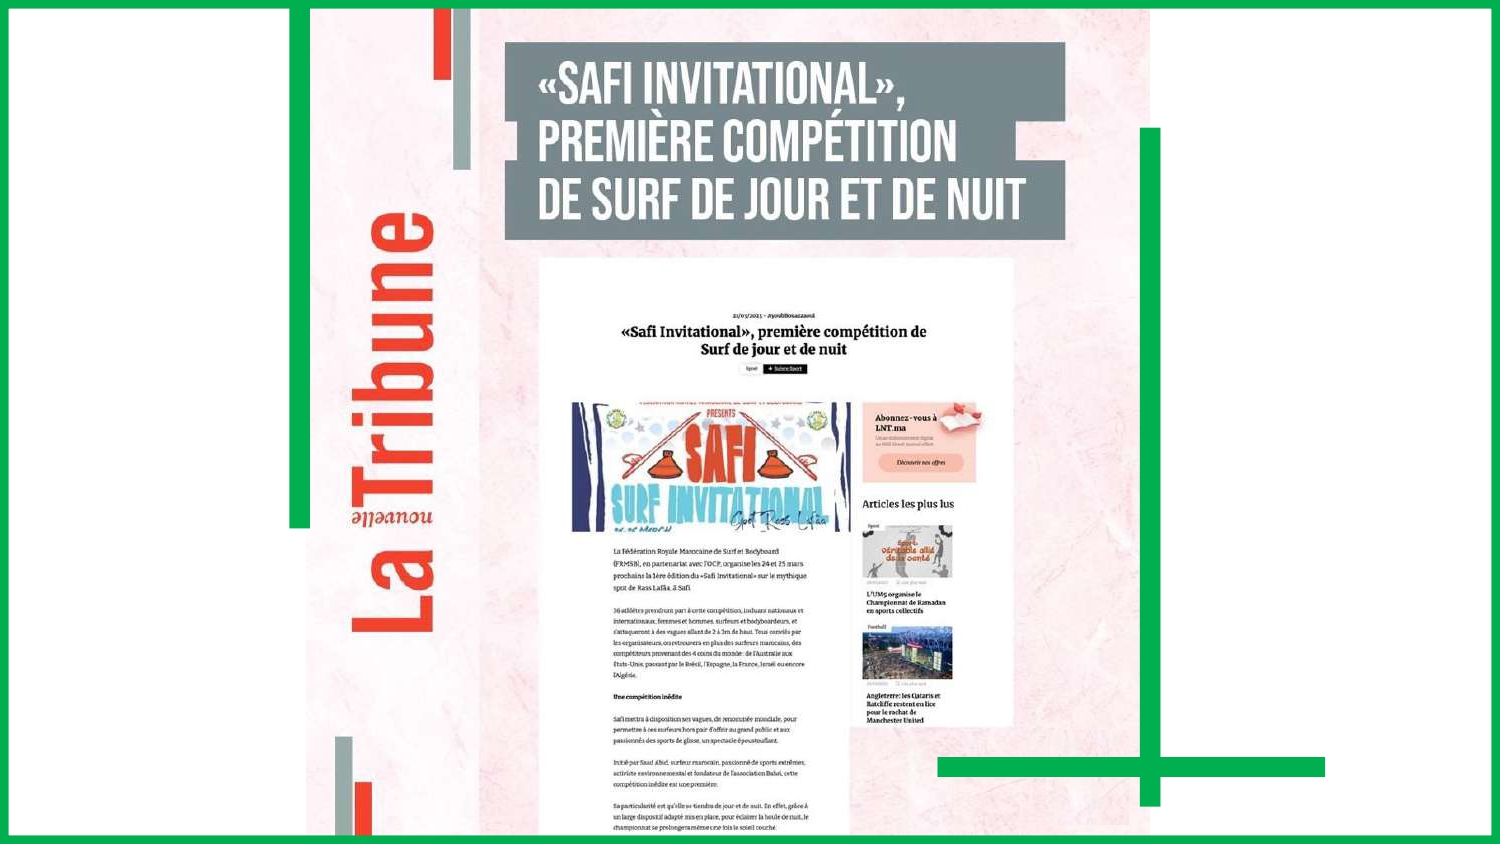 La nouvelle Tribune
«SAFI INVITATIONAL»,
PREMIÈRE COMPÉTITION
DE SURF DE JOUR ET DE NUIT
«Safi Invitational», première compétition de
Surf de jour et de nuit
Sport
+ Suivre Sport
PRESENTS
SAFI
SURF INVITATIONAL
Spot Rass Lafâa
La Fédération Royale Marocaine de Surf et Bodyboard
(FRMSB), en partenariat avec l'OCP, organise les 24 et 25 mars
prochains la 1ère édition du «Safi Invitational» sur le mythique
spot de Rass Lafâa, à Safi.
36 athlètes prendront part à cette compétition, incluant nationaux et
internationaux, femmes et hommes, surfeurs et bodyboardeurs, et
s'attaqueront à des vagues allant de 2 à 3m de haut. Tous conviés par
les organisateurs, on retrouvera en plus des surfeurs marocains, des
compétiteurs provenant des 4 coins du monde : de l'Australie aux
Etats-Unis, passant par le Brésil, l'Espagne, la France, Israël ou encore
l'Algérie.
Une compétition inédite
Safi mettra à disposition ses vagues, de renommée mondiale, pour
permettre à ces surfeurs hors pair d'offrir au grand public et aux
passionnés des sports de glisse, un spectacle époustouflant.
Initié par Saad Abid, surfeur marocain, passionné de sports extrêmes,
activiste environnemental et fondateur de l'association Bahri, cette
compétition inédite est une première.
Sa particularité est qu'elle se tiendra de jour et de nuit. En effet, grâce à
un large dispositif adapté mis en place, pour éclairer la houle de nuit, le
championnat se prolongera même une fois le soleil couché.
Abonnez-vous à
LNT.ma
Découvrir nos offres
Articles les plus lus
Sport
Sport,
véritable allié
de la santé
L'UM5 organise le
Championnat de Ramadan
en sports collectifs
Football
Angleterre: les Qataris et
Ratcliffe restent en lice
pour le rachat de
Manchester United